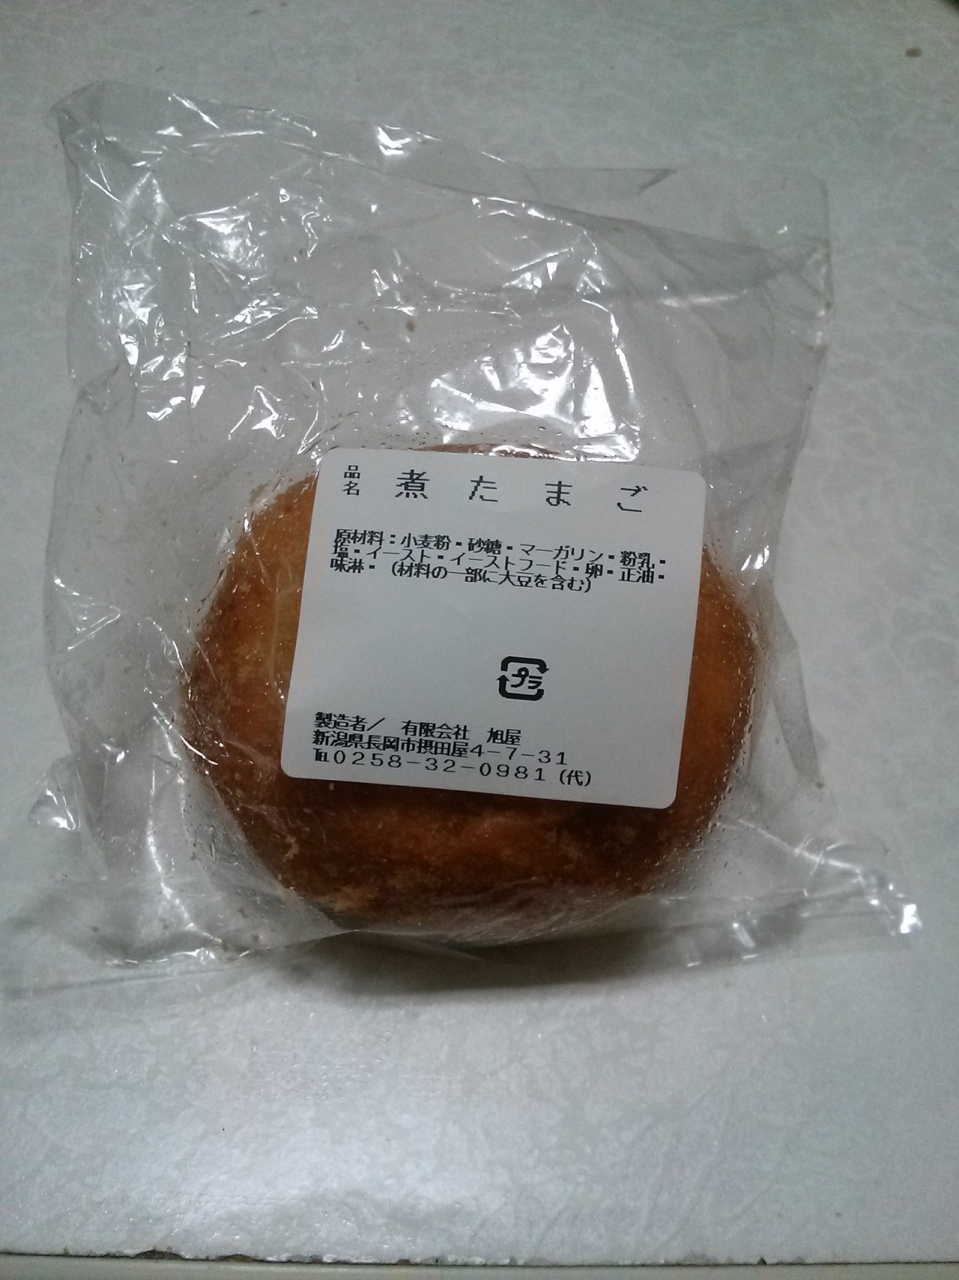 品名 煮たまご
原材料：小麦粉・砂糖・マーガリン・粉乳・
塩・イースト・イーストフード・卵・正油・
味淋・（材料の一部に大豆を含む）
プラ
製造者／　有限会社　旭屋
新潟県長岡市摂田屋４－７－３１
℡０２５８－３２－０９８１（代）